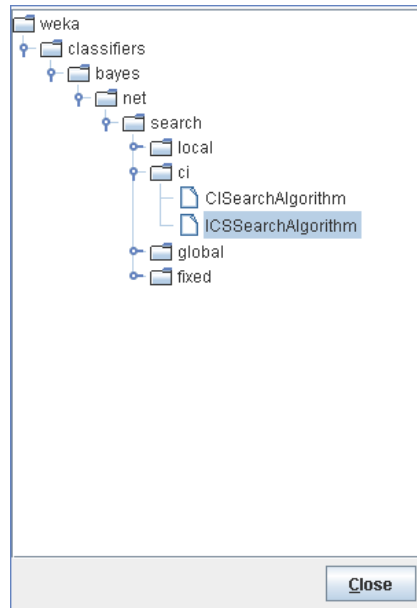 weka
classifiers
bayes
net
search
local
ci
CISearchAlgorithm
ICSSearchAlgorithm
global
fixed
Close